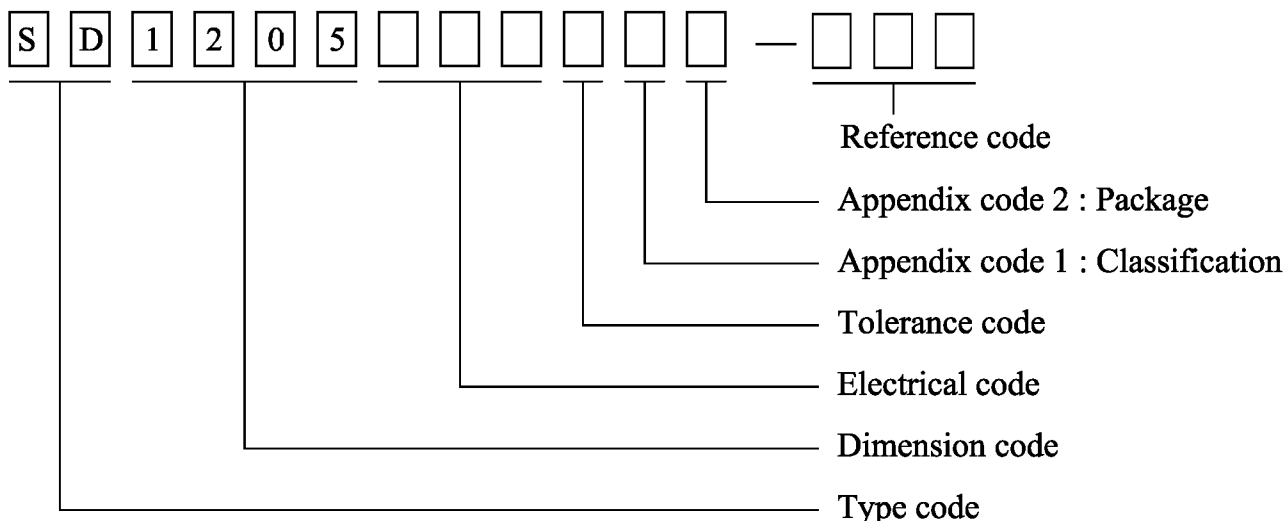 S D 1 2 0 5 —
Reference code
Appendix code 2 : Package
Appendix code 1 : Classification
Tolerance code
Electrical code
Dimension code
Type code